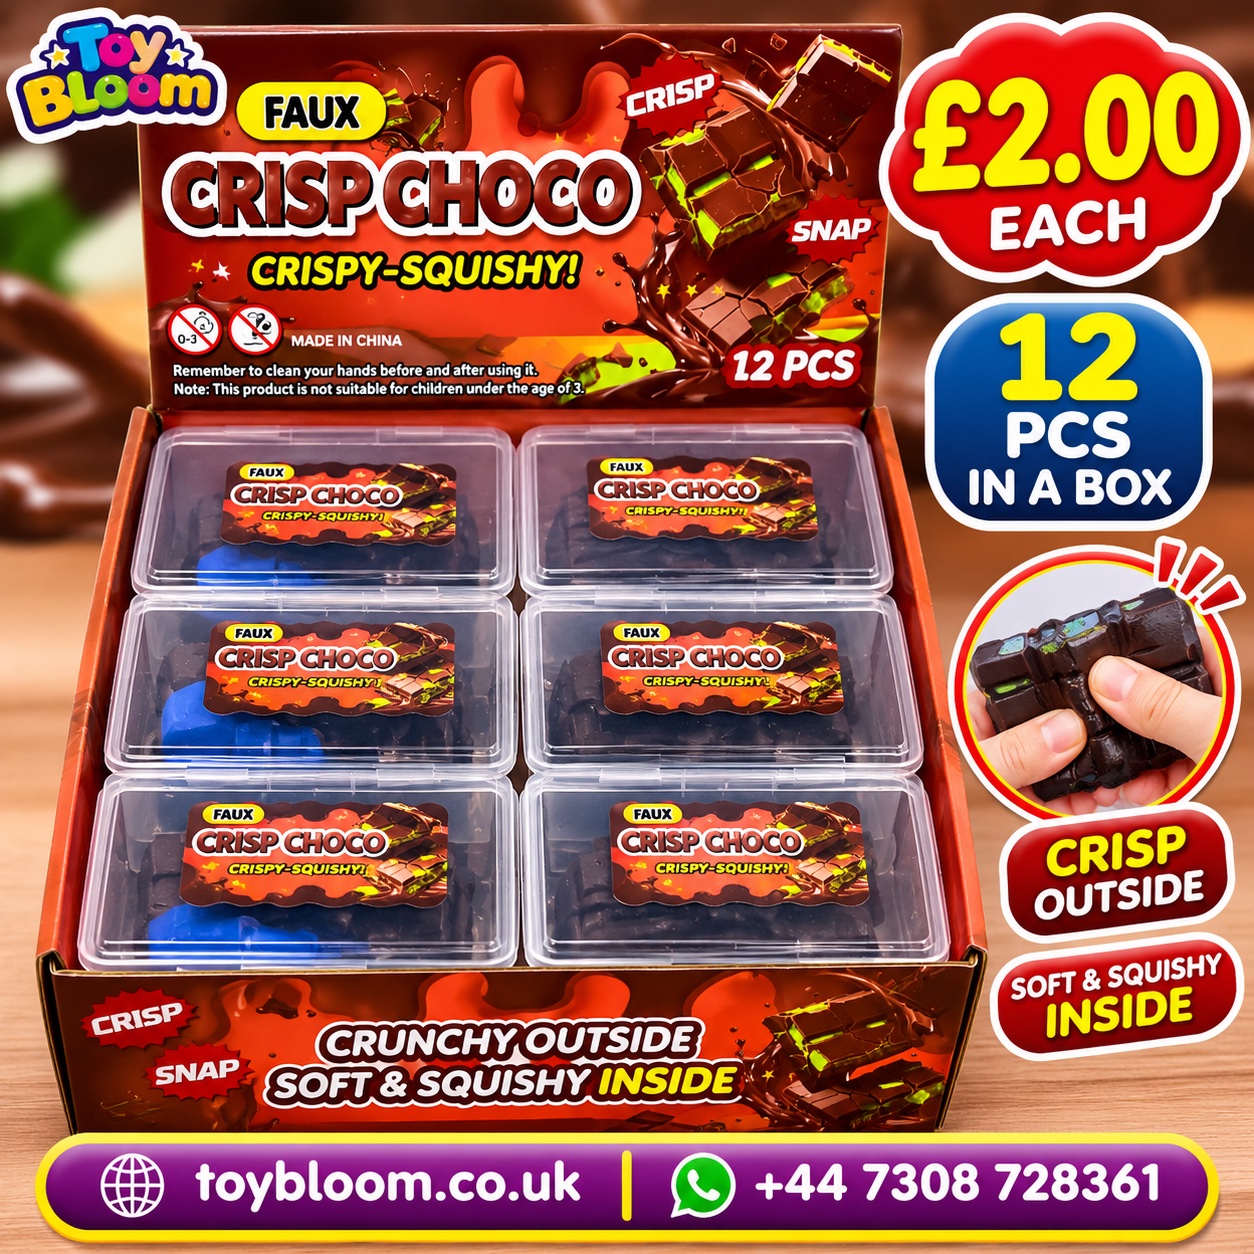 Toy
Bloom
FAUX
CRISP CHOCO
CRISPY-SQUISHY!
CRISP
SNAP
0-3
MADE IN CHINA
12 PCS
Remember to clean your hands before and after using it.
Note: This product is not suitable for children under the age of 3.
£2.00
EACH
12
PCS
IN A BOX
FAUX
CRISP CHOCO
CRISPY-SQUISHY!
FAUX
CRISP CHOCO
CRISPY-SQUISHY!
FAUX
CRISP CHOCO
CRISPY-SQUISHY!
FAUX
CRISP CHOCO
CRISPY-SQUISHY!
FAUX
CRISP CHOCO
CRISPY-SQUISHY!
FAUX
CRISP CHOCO
CRISPY-SQUISHY!
CRISP
OUTSIDE
SOFT & SQUISHY
INSIDE
CRISP
SNAP
CRUNCHY OUTSIDE
SOFT & SQUISHY INSIDE
toybloom.co.uk
+44 7308 728361